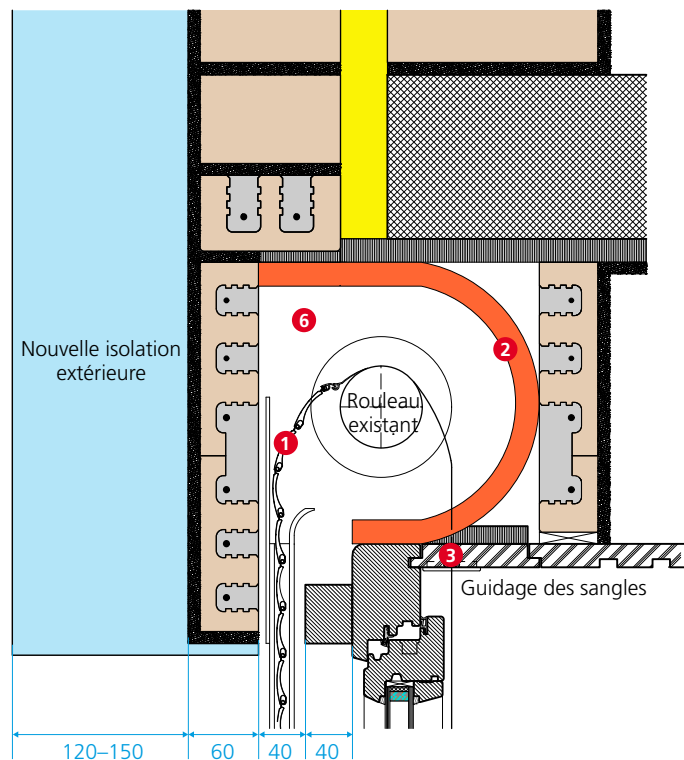 6
2
Nouvelle isolation
extérieure
Rouleau
existant
1
3
Guidage des sangles
120–150
60
40
40